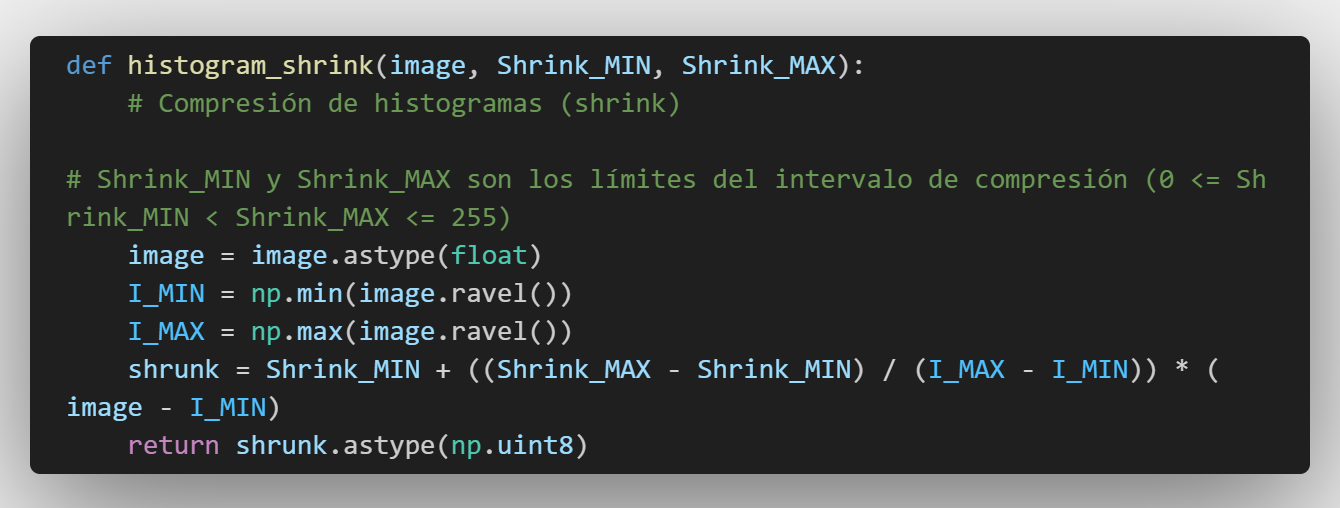 def histogram_shrink(image, Shrink_MIN, Shrink_MAX):
    # Compresión de histogramas (shrink)

# Shrink_MIN y Shrink_MAX son los límites del intervalo de compresión (0 <= Sh
rink_MIN < Shrink_MAX <= 255)
    image = image.astype(float)
    I_MIN = np.min(image.ravel())
    I_MAX = np.max(image.ravel())
    shrunk = Shrink_MIN + ((Shrink_MAX - Shrink_MIN) / (I_MAX - I_MIN)) * (
image - I_MIN)
    return shrunk.astype(np.uint8)